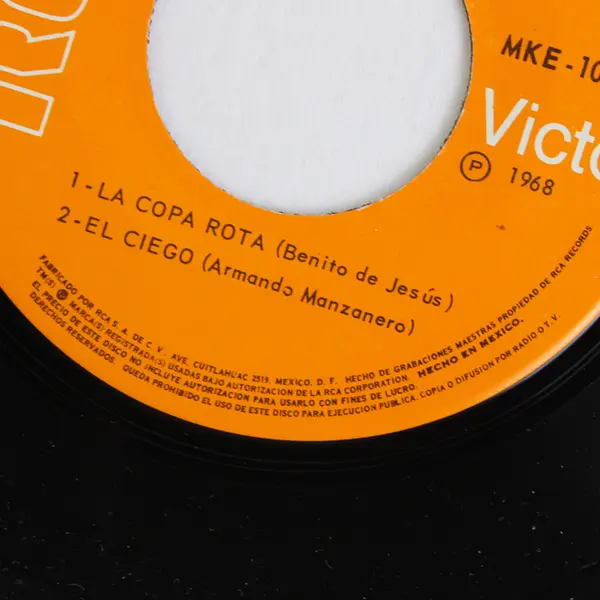 RC
MKE-10
Victo
Ⓟ 1968
1-LA COPA ROTA (Benito de Jesús)
2-EL CIEGO (Armando Manzanero)
FABRICADO POR RCA S. A. DE C. V., AVE. CUITLAHUAC 2519, MEXICO, D. F. HECHO DE GRABACIONES MAESTRAS PROPIEDAD DE RCA RECORDS
TM(S) ® MARCA(S) REGISTRADA(S) USADAS BAJO AUTORIZACION DE LA RCA CORPORATION. HECHO EN MEXICO.
EL PRECIO DE ESTE DISCO NO INCLUYE AUTORIZACION PARA USARLO CON FINES DE LUCRO.
DERECHOS RESERVADOS. QUEDA PROHIBIDO EL USO DE ESTE DISCO PARA EJECUCION PUBLICA, COPIA O DIFUSION POR RADIO O T.V.